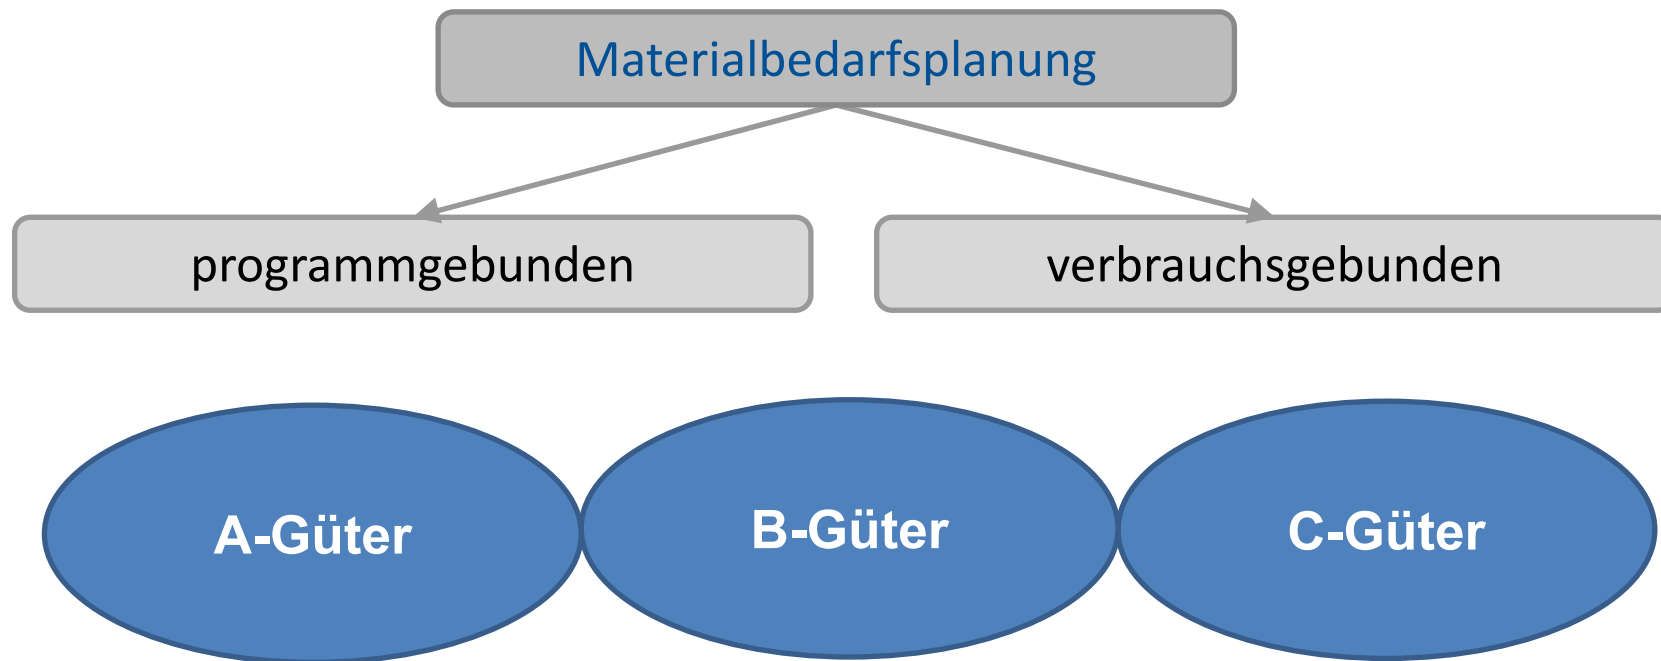 Materialbedarfsplanung
programmgebunden
verbrauchsgebunden
A-Güter
B-Güter
C-Güter